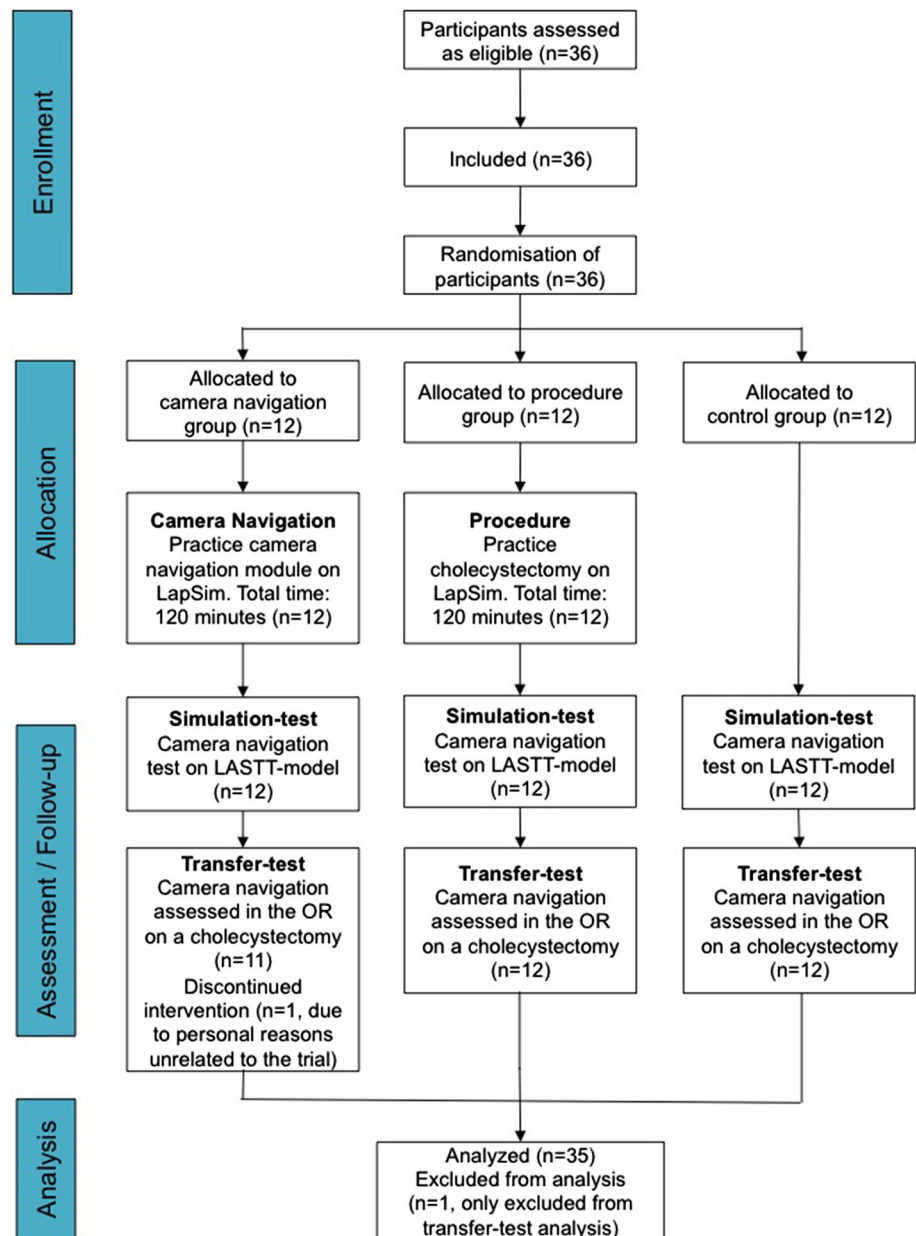 Enrollment
Participants assessed
as eligible (n=36)
Included (n=36)
Randomisation of
participants (n=36)
Allocation
Allocated to
camera navigation
group (n=12)
Allocated to procedure
group (n=12)
Allocated to
control group (n=12)
Camera Navigation
Practice camera
navigation module on
LapSim. Total time:
120 minutes (n=12)
Procedure
Practice
cholecystectomy on
LapSim. Total time:
120 minutes (n=12)
Assessment / Follow-up
Simulation-test
Camera navigation
test on LASTT-model
(n=12)
Simulation-test
Camera navigation
test on LASTT-model
(n=12)
Simulation-test
Camera navigation
test on LASTT-model
(n=12)
Transfer-test
Camera navigation
assessed in the OR
on a cholecystectomy
(n=11)
Discontinued
intervention (n=1, due
to personal reasons
unrelated to the trial)
Transfer-test
Camera navigation
assessed in the OR
on a cholecystectomy
(n=12)
Transfer-test
Camera navigation
assessed in the OR
on a cholecystectomy
(n=12)
Analysis
Analyzed (n=35)
Excluded from analysis
(n=1, only excluded from
transfer-test analysis)